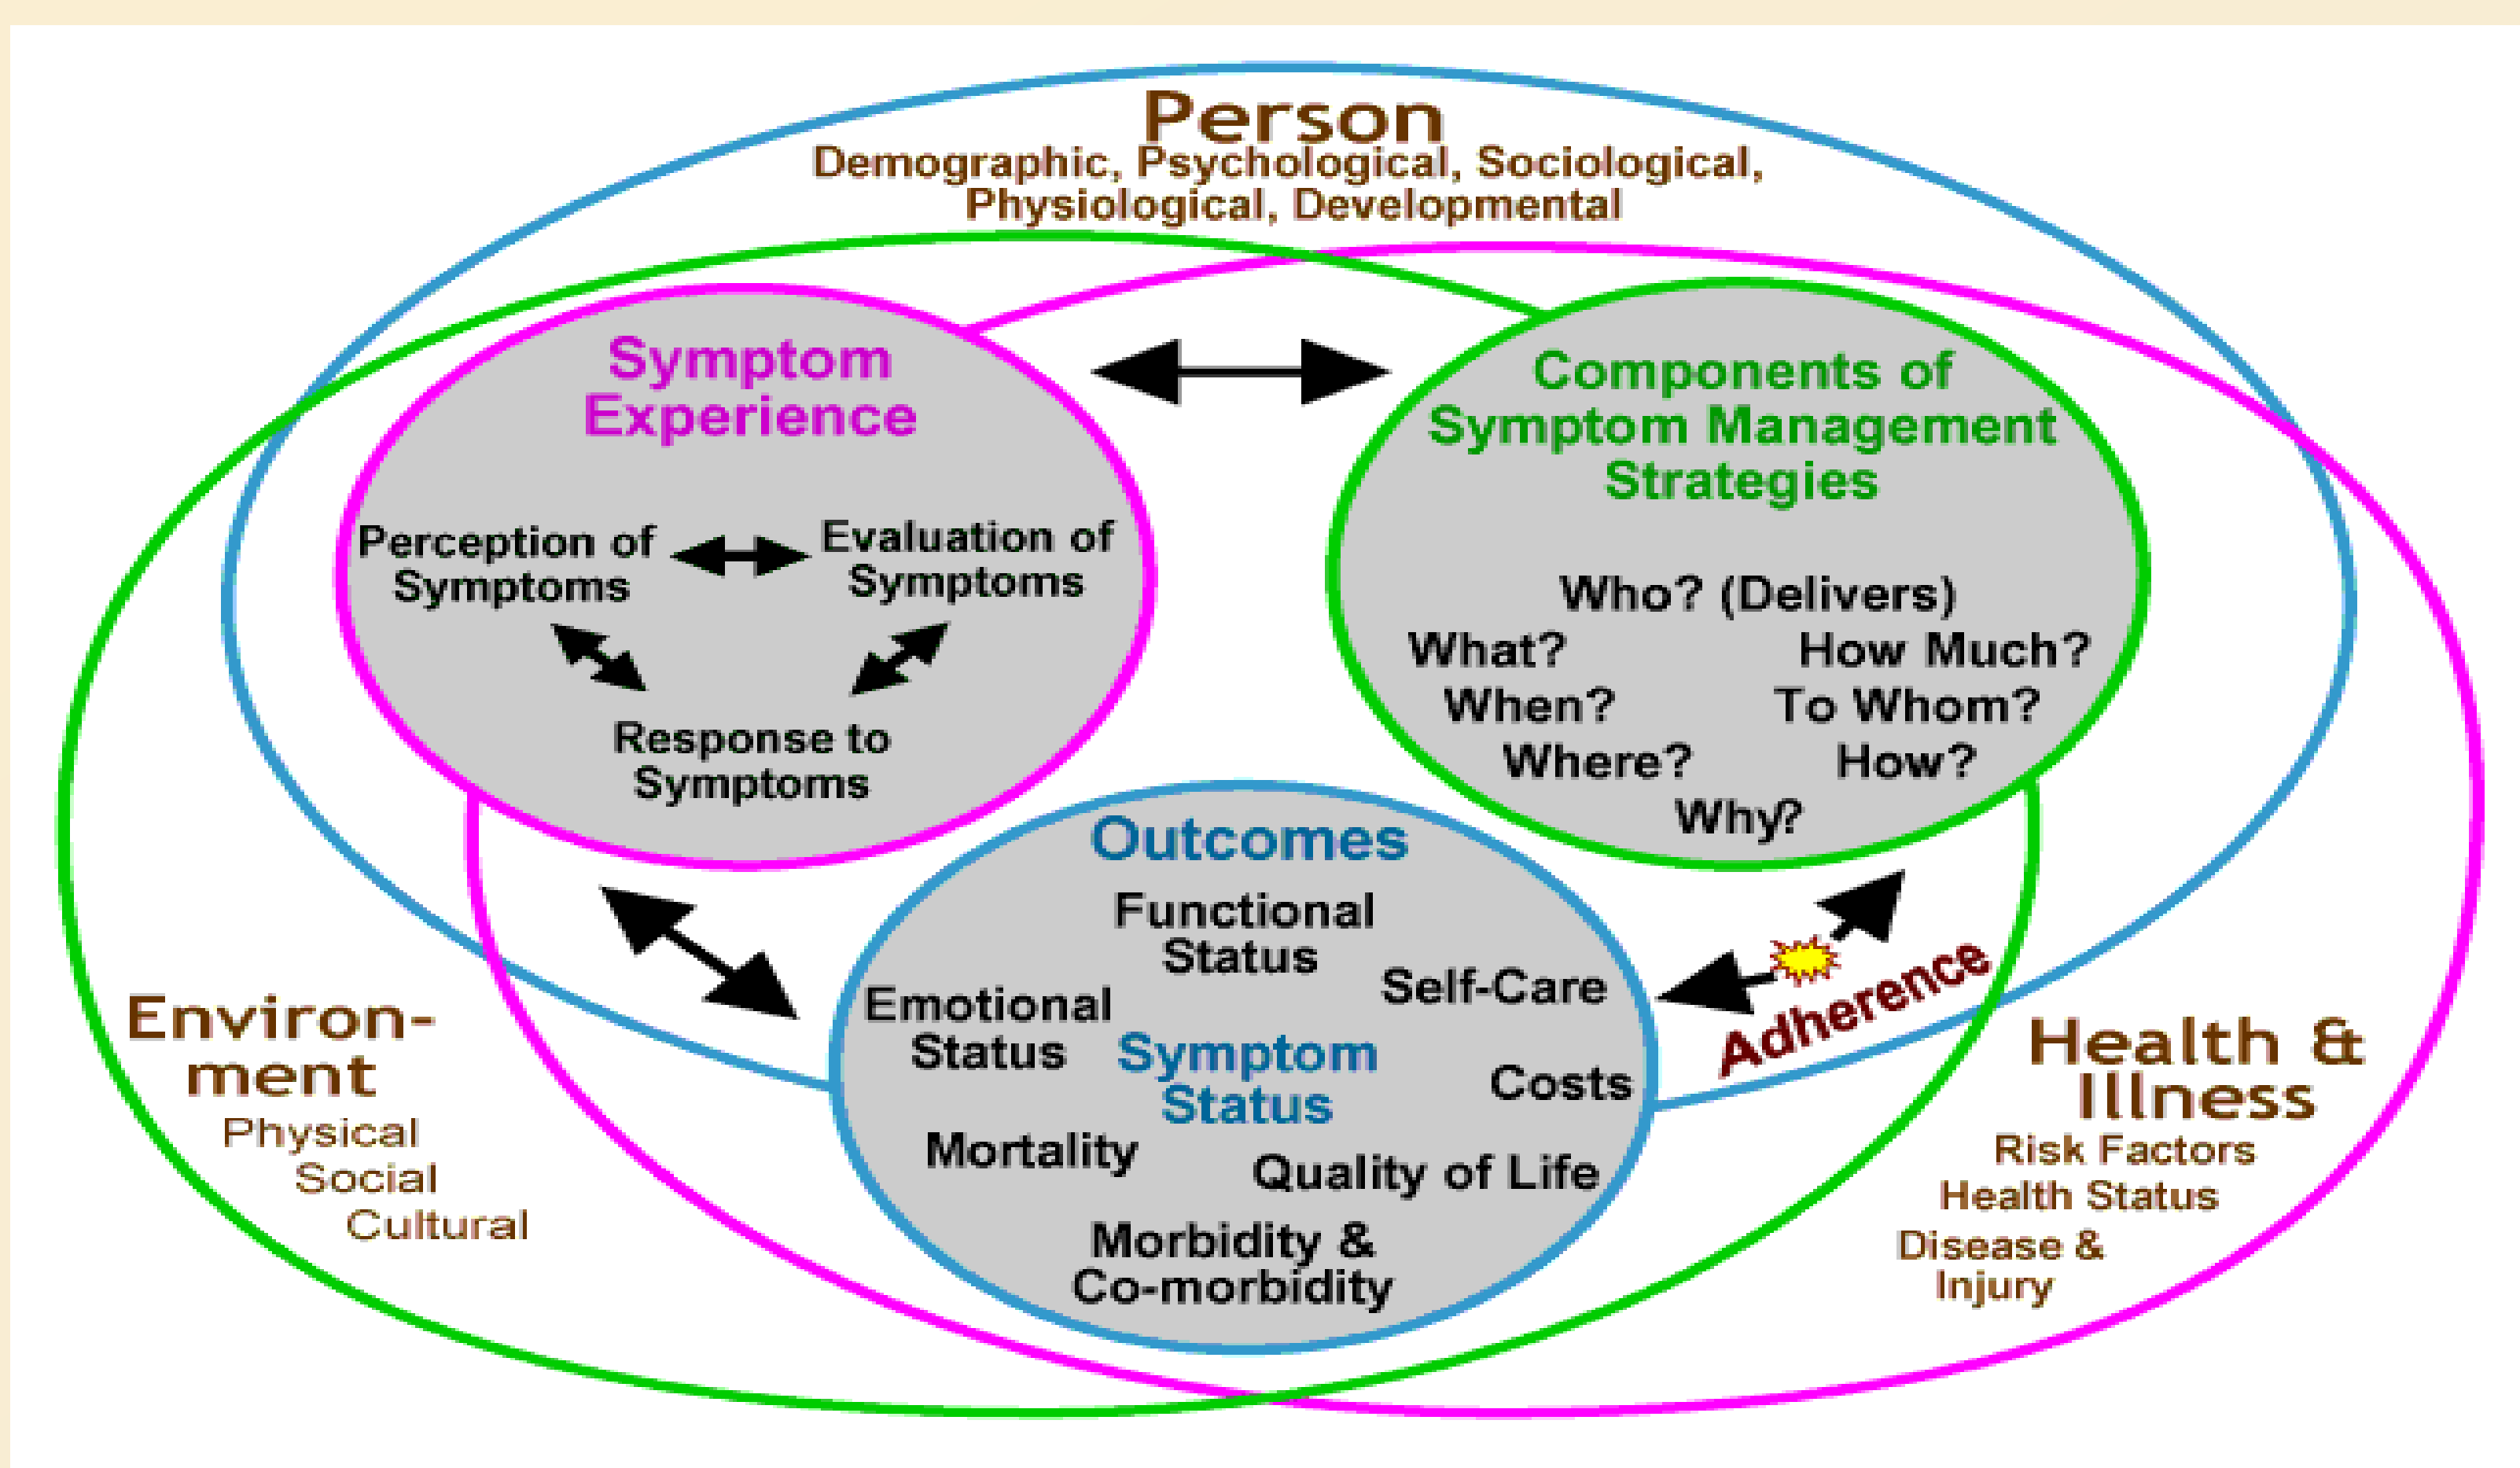 Person
Demographic, Psychological, Sociological,
Physiological, Developmental
Symptom
Experience
Perception of
Symptoms
Evaluation of
Symptoms
Response to
Symptoms
Components of
Symptom Management
Strategies
Who? (Delivers)
What?
How Much?
When?
To Whom?
Where?
How?
Why?
Outcomes
Functional
Status
Self-Care
Emotional
Status
Symptom
Status
Costs
Mortality
Quality of Life
Morbidity &
Co-morbidity
Adherence
Environ-
ment
Physical
Social
Cultural
Health &
Illness
Risk Factors
Health Status
Disease &
Injury